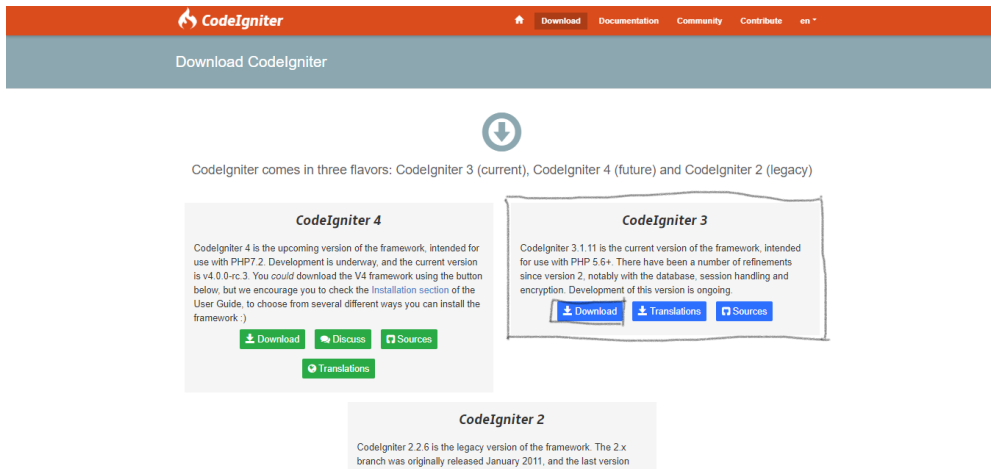 CodeIgniter
Download Documentation Community Contribute en
Download CodeIgniter
CodeIgniter comes in three flavors: CodeIgniter 3 (current), CodeIgniter 4 (future) and CodeIgniter 2 (legacy)
CodeIgniter 4
CodeIgniter 4 is the upcoming version of the framework, intended for
use with PHP7.2. Development is underway, and the current version
is v4.0.0-rc.3. You could download the V4 framework using the button
below, but we encourage you to check the Installation section of the
User Guide, to choose from several different ways you can install the
framework :)
Download Discuss Sources
Translations
CodeIgniter 3
CodeIgniter 3.1.11 is the current version of the framework, intended
for use with PHP 5.6+. There have been a number of refinements
since version 2, notably with the database, session handling and
encryption. Development of this version is ongoing.
Download Translations Sources
CodeIgniter 2
CodeIgniter 2.2.6 is the legacy version of the framework. The 2.x
branch was originally released January 2011, and the last version